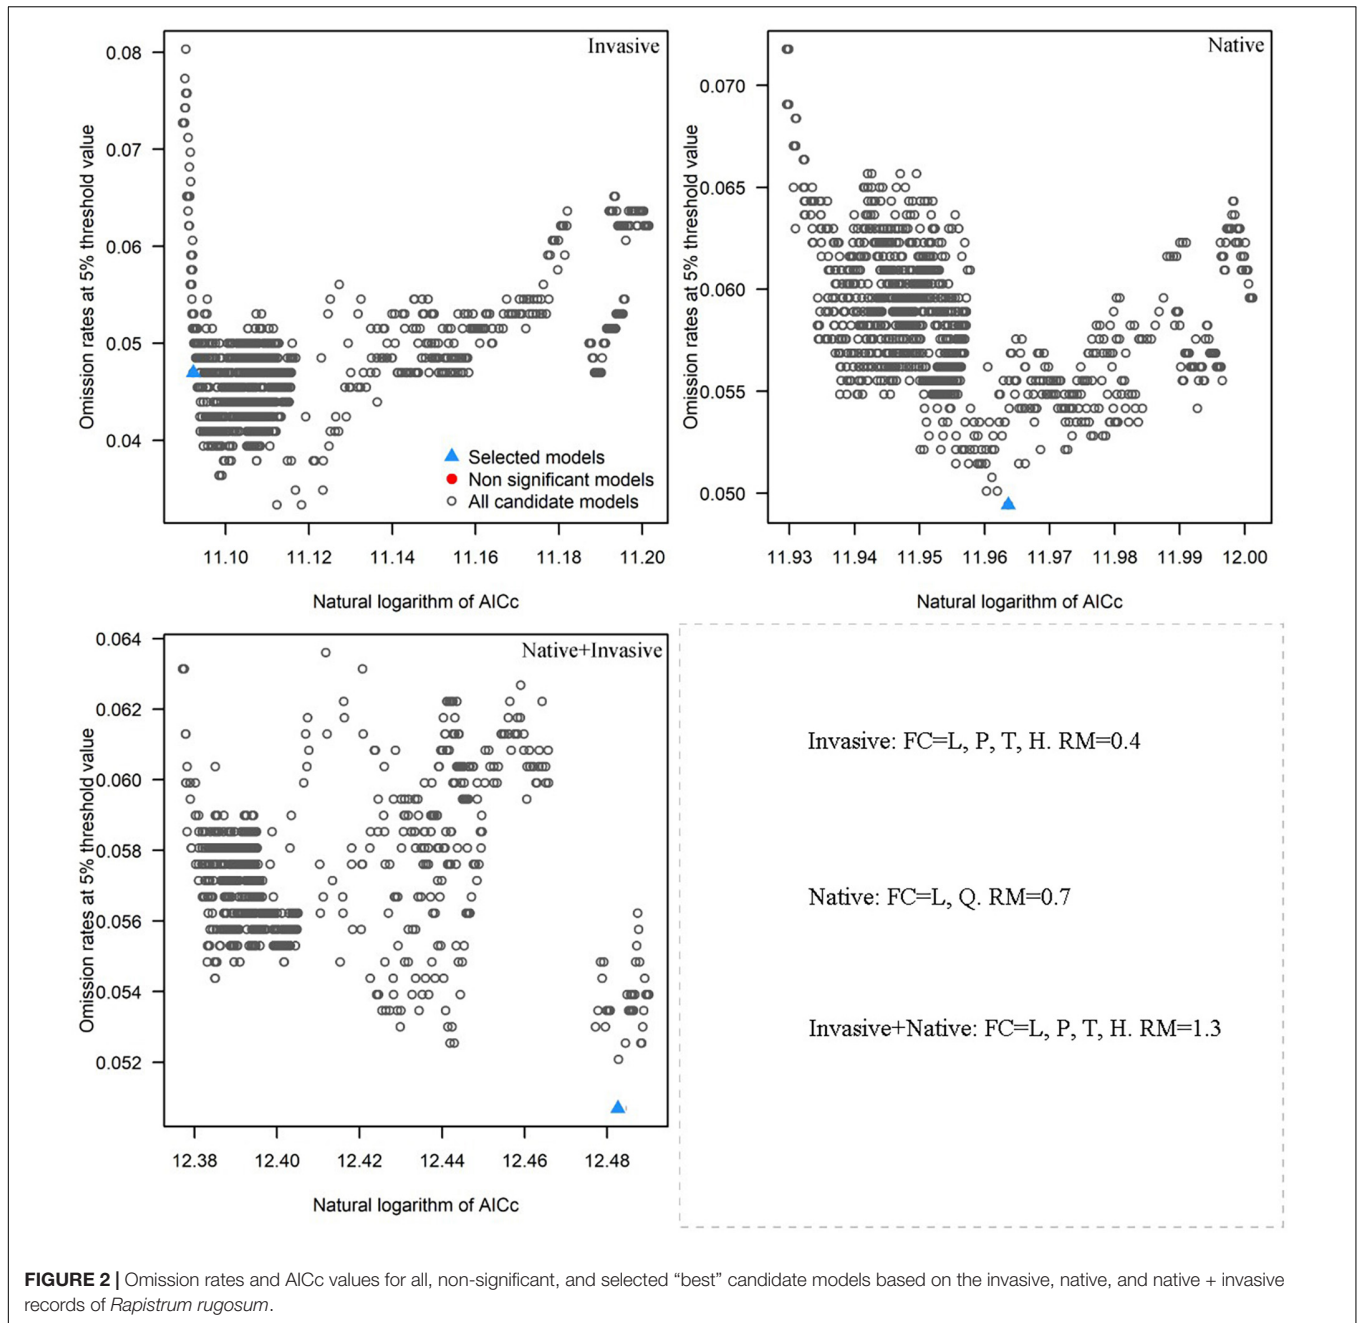 Invasive
0.08
0.07
0.06
0.05
0.04
Omission rates at 5% threshold value
Selected models
Non significant models
All candidate models
11.10 11.12 11.14 11.16 11.18 11.20
Natural logarithm of AICc
Native
0.070
0.065
0.060
0.055
0.050
Omission rates at 5% threshold value
11.93 11.94 11.95 11.96 11.97 11.98 11.99 12.00
Natural logarithm of AICc
Native+Invasive
0.064
0.062
0.060
0.058
0.056
0.054
0.052
Omission rates at 5% threshold value
12.38 12.40 12.42 12.44 12.46 12.48
Natural logarithm of AICc
Invasive: FC=L, P, T, H. RM=0.4
Native: FC=L, Q. RM=0.7
Invasive+Native: FC=L, P, T, H. RM=1.3
FIGURE 2 | Omission rates and AICc values for all, non-significant, and selected “best” candidate models based on the invasive, native, and native + invasive
records of Rapistrum rugosum.